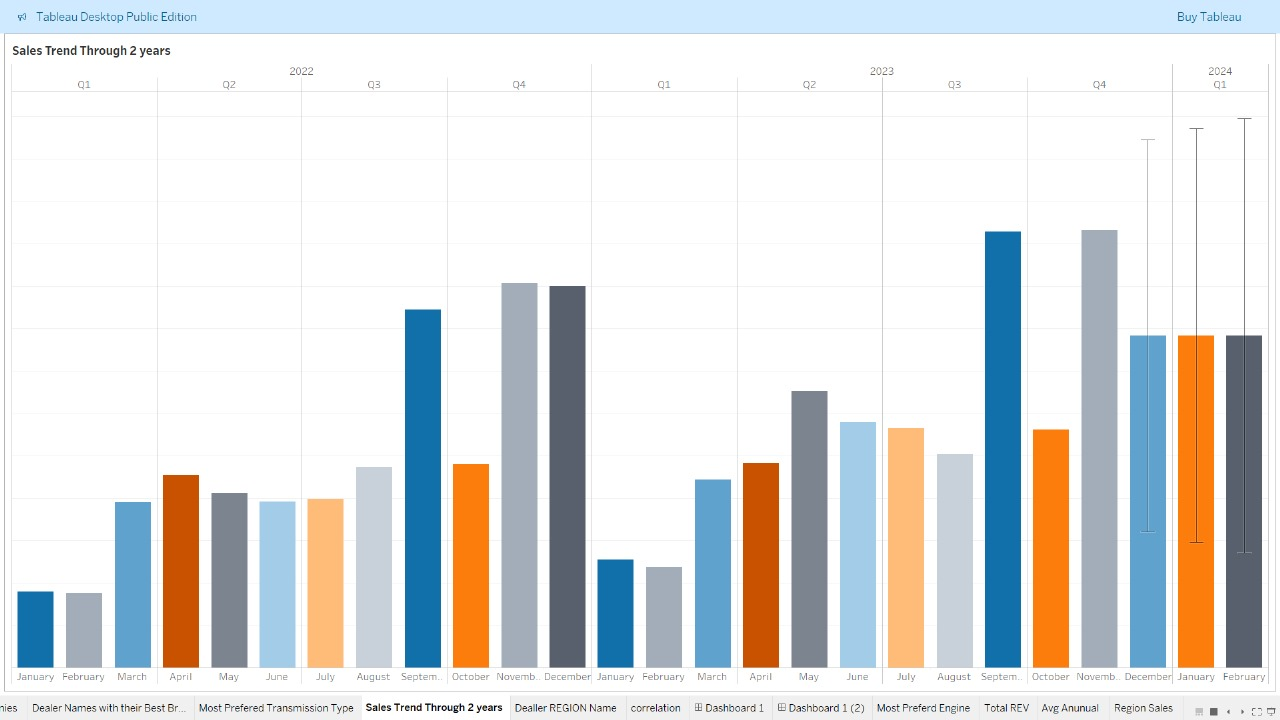 Tableau Desktop Public Edition
Buy Tableau
Sales Trend Through 2 years
2022 2023 2024
Q1 Q2 Q3 Q4 Q1 Q2 Q3 Q4 Q1
January February March April May June July August Septem.. October Novemb.. December January February March April May June July August Septem.. October Novemb.. December January February
nies Dealer Names with their Best Br... Most Prefered Transmission Type Sales Trend Through 2 years Dealler REGION Name correlation Dashboard 1 Dashboard 1 (2) Most Preferd Engine Total REV Avg Anunual Region Sales